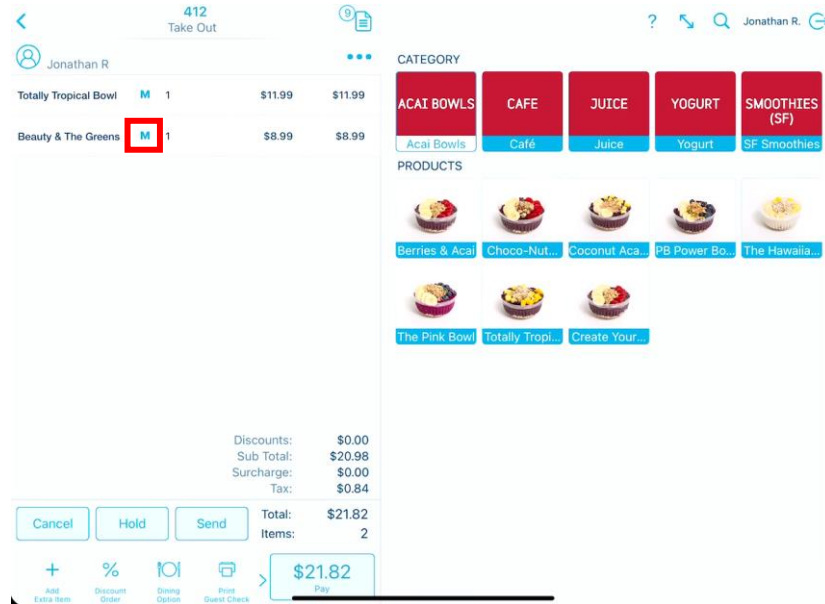 412
Take Out
9
? Jonathan R.
Jonathan R
Totally Tropical Bowl M 1 $11.99 $11.99
Beauty & The Greens M 1 $8.99 $8.99
Discounts: $0.00
Sub Total: $20.98
Surcharge: $0.00
Tax: $0.84
Total: $21.82
Items: 2
Cancel Hold Send
Add Extra Item
Discount Order
Dining Option
Print Guest Check
$21.82
Pay
CATEGORY
ACAI BOWLS
Acai Bowls
CAFE
Café
JUICE
Juice
YOGURT
Yogurt
SMOOTHIES
(SF)
SF Smoothies
PRODUCTS
Berries & Acai
Choco-Nut...
Coconut Aca...
PB Power Bo...
The Hawaiia...
The Pink Bowl
Totally Tropi...
Create Your...